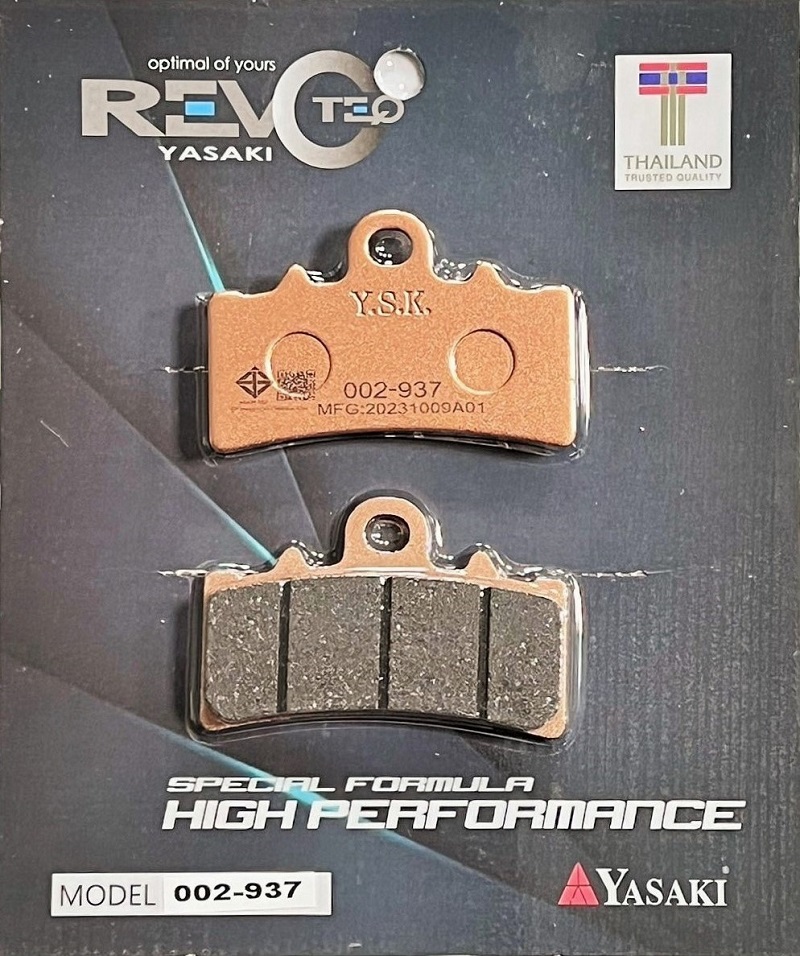 optimal of yours
REVO TEQ
YASAKI
THAILAND
TRUSTED QUALITY
Y.S.K.
002-937
MFG:20231009A01
SPECIAL FORMULA
HIGH PERFORMANCE
MODEL 002-937
YASAKI